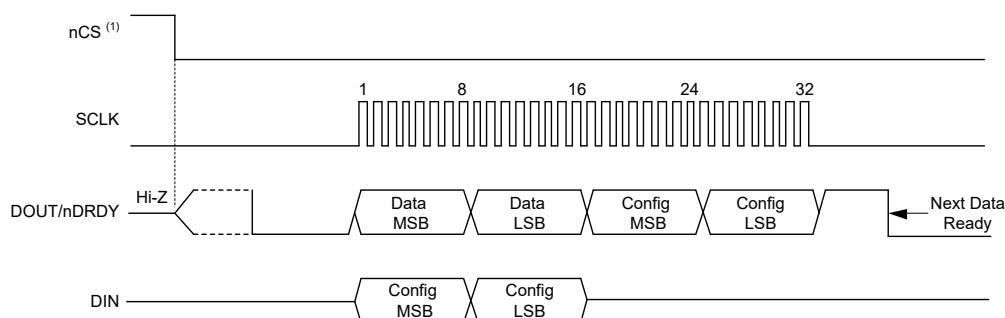 nCS (1)
1 8 16 24 32
SCLK
Hi-Z
DOUT/nDRDY
Data
MSB
Data
LSB
Config
MSB
Config
LSB
Next Data
Ready
DIN
Config
MSB
Config
LSB